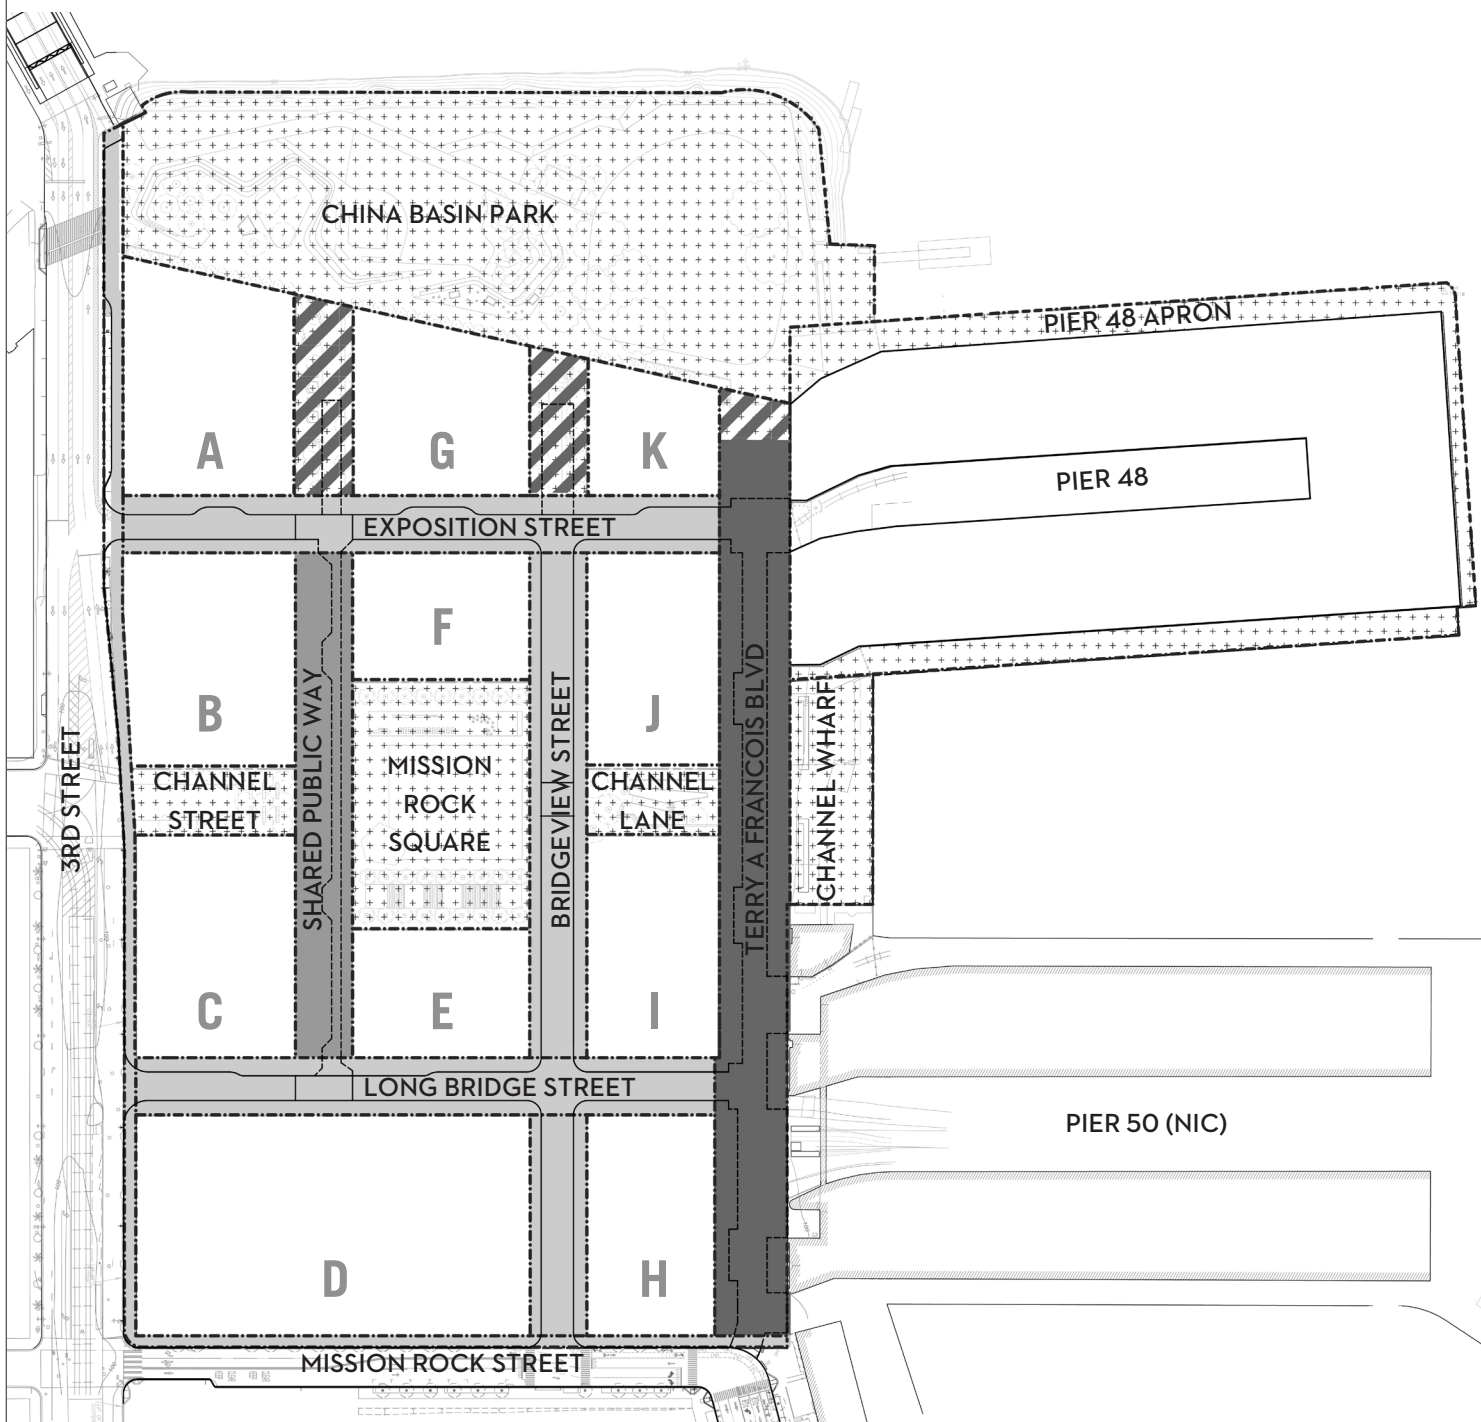 CHINA BASIN PARK
PIER 48 APRON
A
G
K
PIER 48
EXPOSITION STREET
F
B
J
SHARED PUBLIC WAY
BRIDGEVIEW STREET
TERRY A FRANCOIS BLVD
CHANNEL WHARF
3RD STREET
CHANNEL
STREET
MISSION
ROCK
SQUARE
CHANNEL
LANE
C
E
I
LONG BRIDGE STREET
PIER 50 (NIC)
D
H
MISSION ROCK STREET